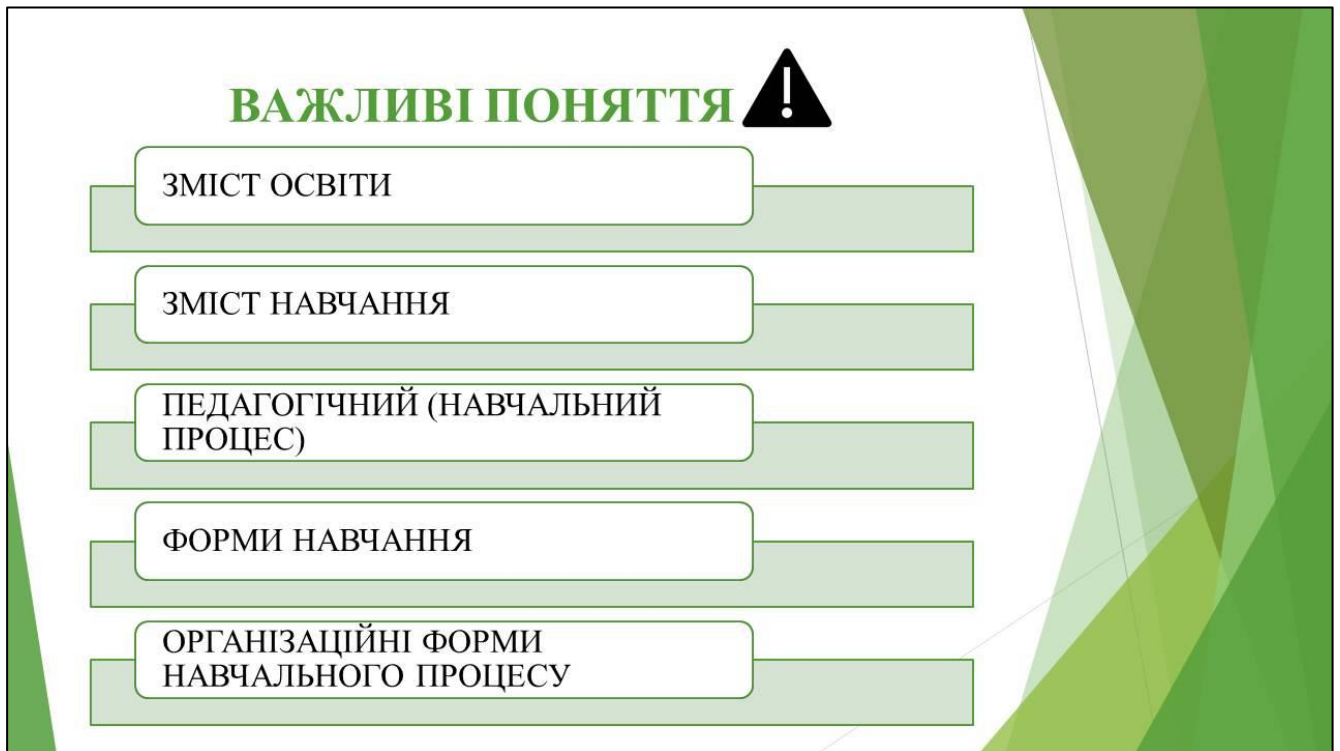 ВАЖЛИВІ ПОНЯТТЯ
ЗМІСТ ОСВІТИ
ЗМІСТ НАВЧАННЯ
ПЕДАГОГІЧНИЙ (НАВЧАЛЬНИЙ
ПРОЦЕС)
ФОРМИ НАВЧАННЯ
ОРГАНІЗАЦІЙНІ ФОРМИ
НАВЧАЛЬНОГО ПРОЦЕСУ